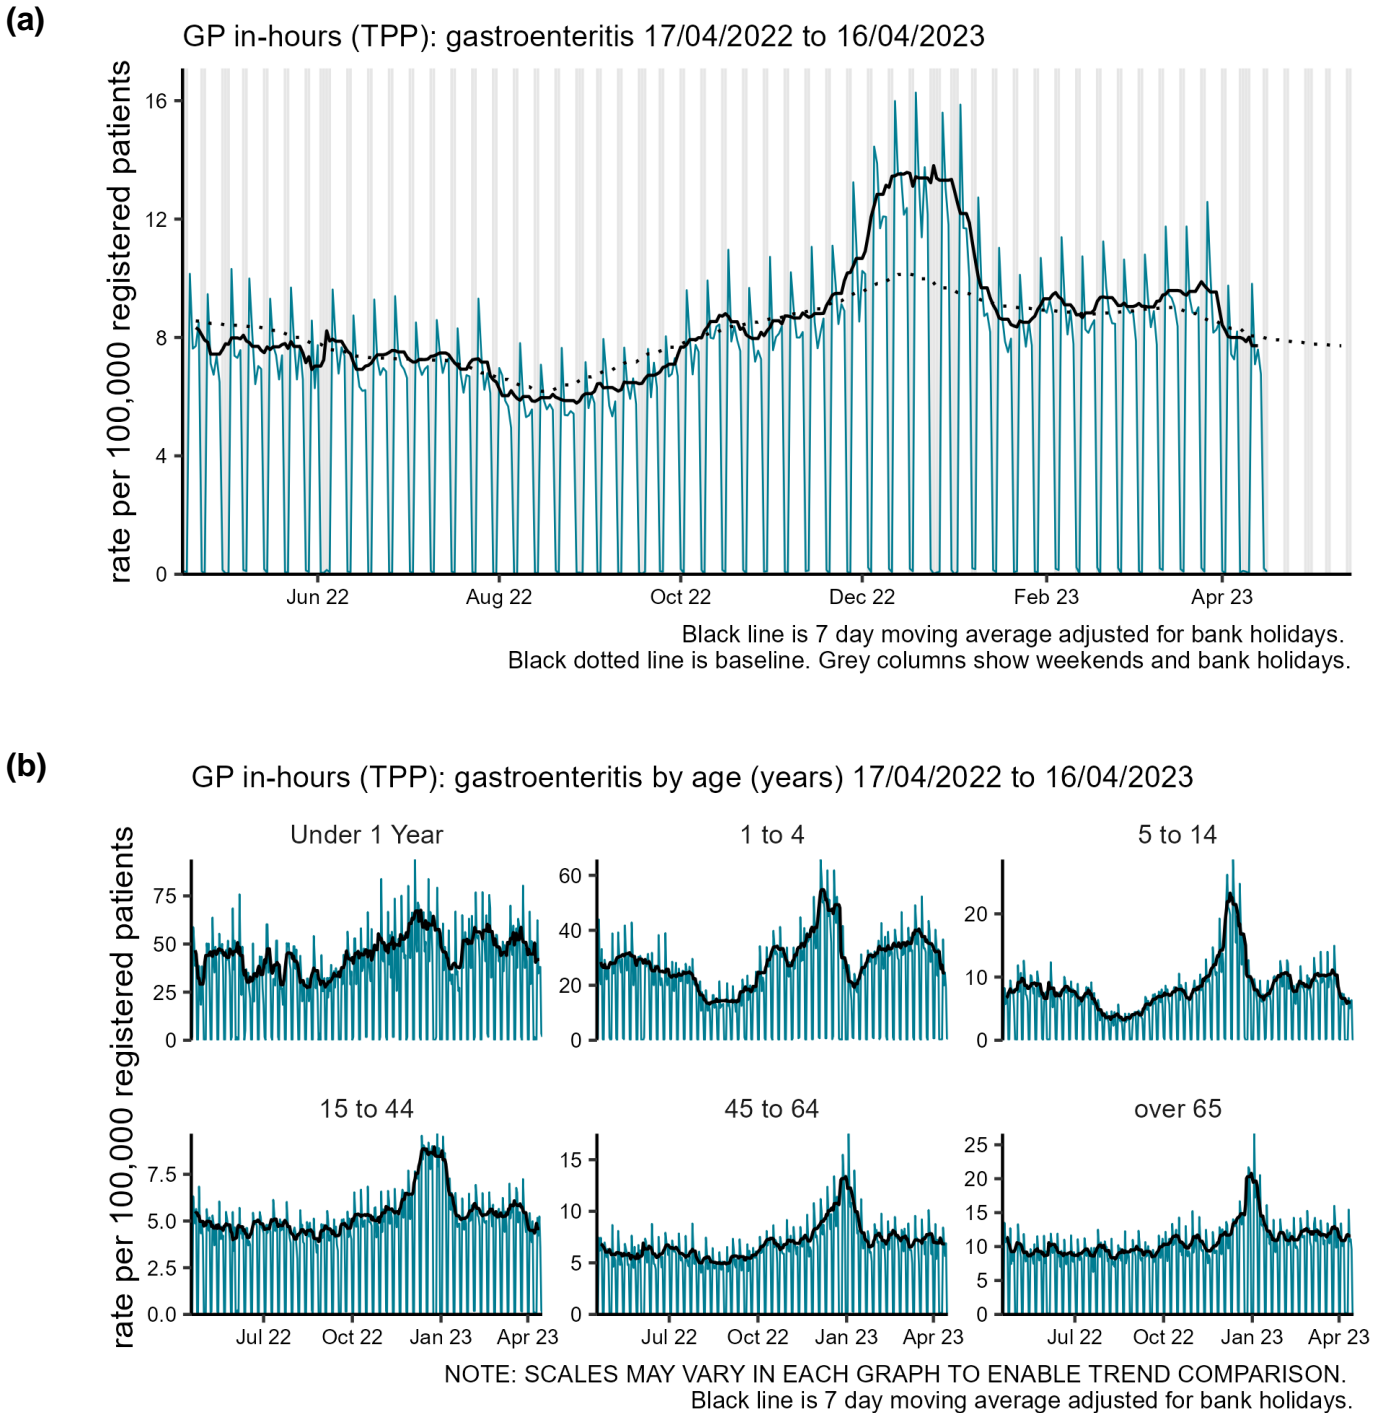 (a)
GP in-hours (TPP): gastroenteritis 17/04/2022 to 16/04/2023
rate per 100,000 registered patients
16
12
8
4
0
Jun 22 Aug 22 Oct 22 Dec 22 Feb 23 Apr 23
Black line is 7 day moving average adjusted for bank holidays.
Black dotted line is baseline. Grey columns show weekends and bank holidays.
(b)
GP in-hours (TPP): gastroenteritis by age (years) 17/04/2022 to 16/04/2023
rate per 100,000 registered patients
Under 1 Year
75
50
25
0
1 to 4
60
40
20
0
5 to 14
20
10
0
15 to 44
7.5
5.0
2.5
0.0
Jul 22 Oct 22 Jan 23 Apr 23
45 to 64
15
10
5
0
Jul 22 Oct 22 Jan 23 Apr 23
over 65
25
20
15
10
5
0
Jul 22 Oct 22 Jan 23 Apr 23
NOTE: SCALES MAY VARY IN EACH GRAPH TO ENABLE TREND COMPARISON.
Black line is 7 day moving average adjusted for bank holidays.